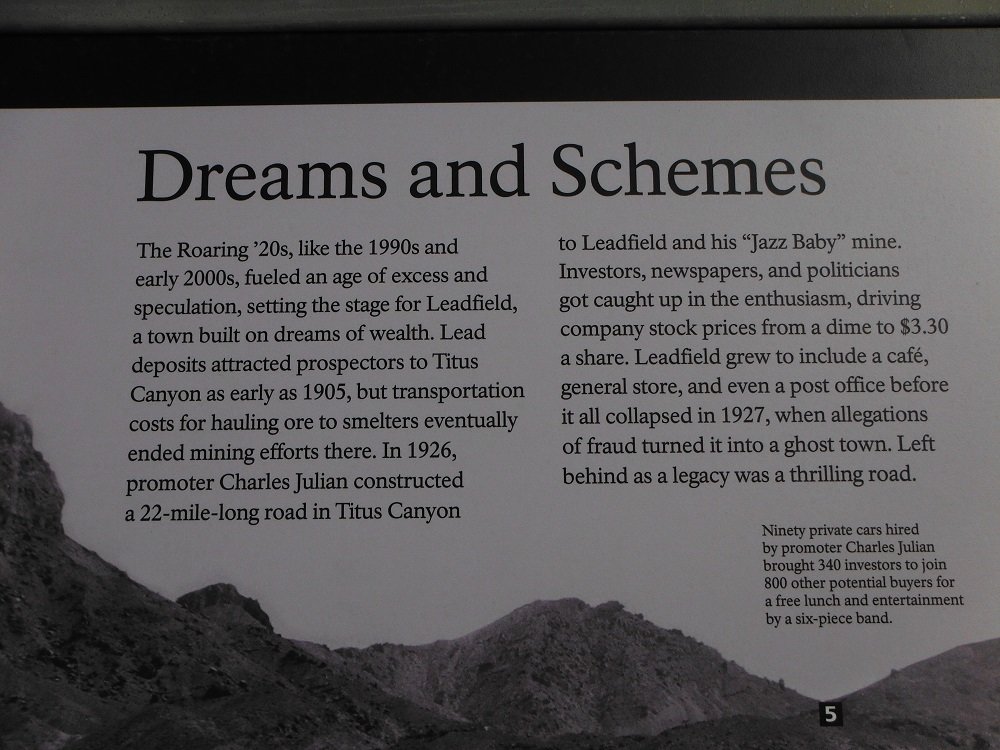 Dreams and Schemes
The Roaring ’20s, like the 1990s and
early 2000s, fueled an age of excess and
speculation, setting the stage for Leadfield,
a town built on dreams of wealth. Lead
deposits attracted prospectors to Titus
Canyon as early as 1905, but transportation
costs for hauling ore to smelters eventually
ended mining efforts there. In 1926,
promoter Charles Julian constructed
a 22-mile-long road in Titus Canyon
to Leadfield and his “Jazz Baby” mine.
Investors, newspapers, and politicians
got caught up in the enthusiasm, driving
company stock prices from a dime to $3.30
a share. Leadfield grew to include a café,
general store, and even a post office before
it all collapsed in 1927, when allegations
of fraud turned it into a ghost town. Left
behind as a legacy was a thrilling road.
Ninety private cars hired
by promoter Charles Julian
brought 340 investors to join
800 other potential buyers for
a free lunch and entertainment
by a six-piece band.
5